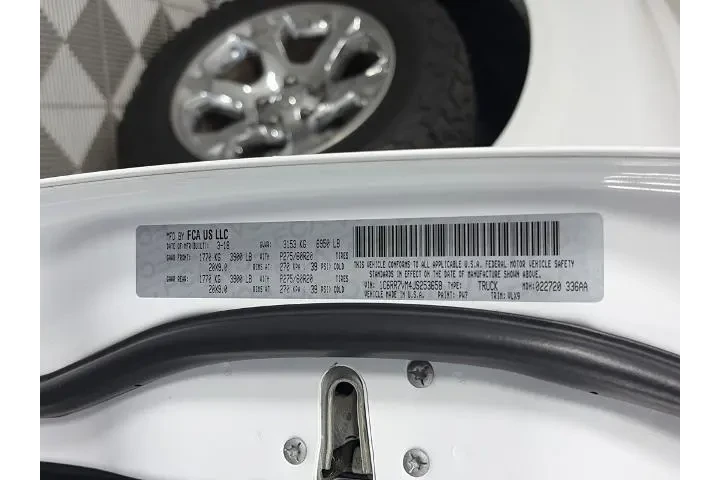 MFD BY FCA US LLC
DATE OF MFR(BUILT): 3-18 GVWR: 3153 KG 6950 LB
GAWR FRONT: 1770 KG 3900 LB WITH P275/60R20 TIRES
20X9.0 RIMS AT 270 KPA( 39 PSI) COLD
GAWR REAR: 1770 KG 3900 LB WITH P275/60R20 TIRES
20X9.0 RIMS AT 270 KPA( 39 PSI) COLD
THIS VEHICLE CONFORMS TO ALL APPLICABLE U.S.A. FEDERAL MOTOR VEHICLE SAFETY
STANDARDS IN EFFECT ON THE DATE OF MANUFACTURE SHOWN ABOVE.
VIN: 1C6RR7VM4JS253658 TYPE: TRUCK MDH: 022720 336AA
VEHICLE MADE IN U.S.A. PAINT: PW7 TRIM: VLX9